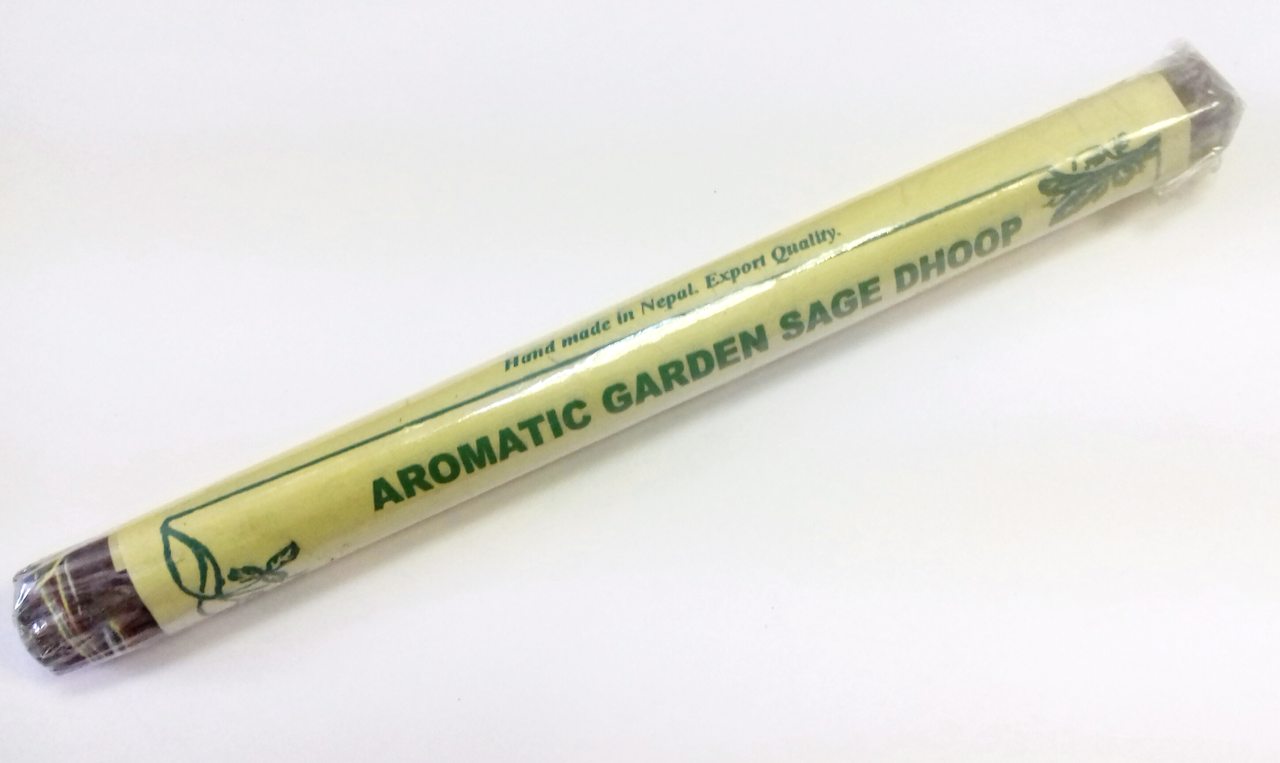 Hand made in Nepal. Export Quality.
AROMATIC GARDEN SAGE DHOOP